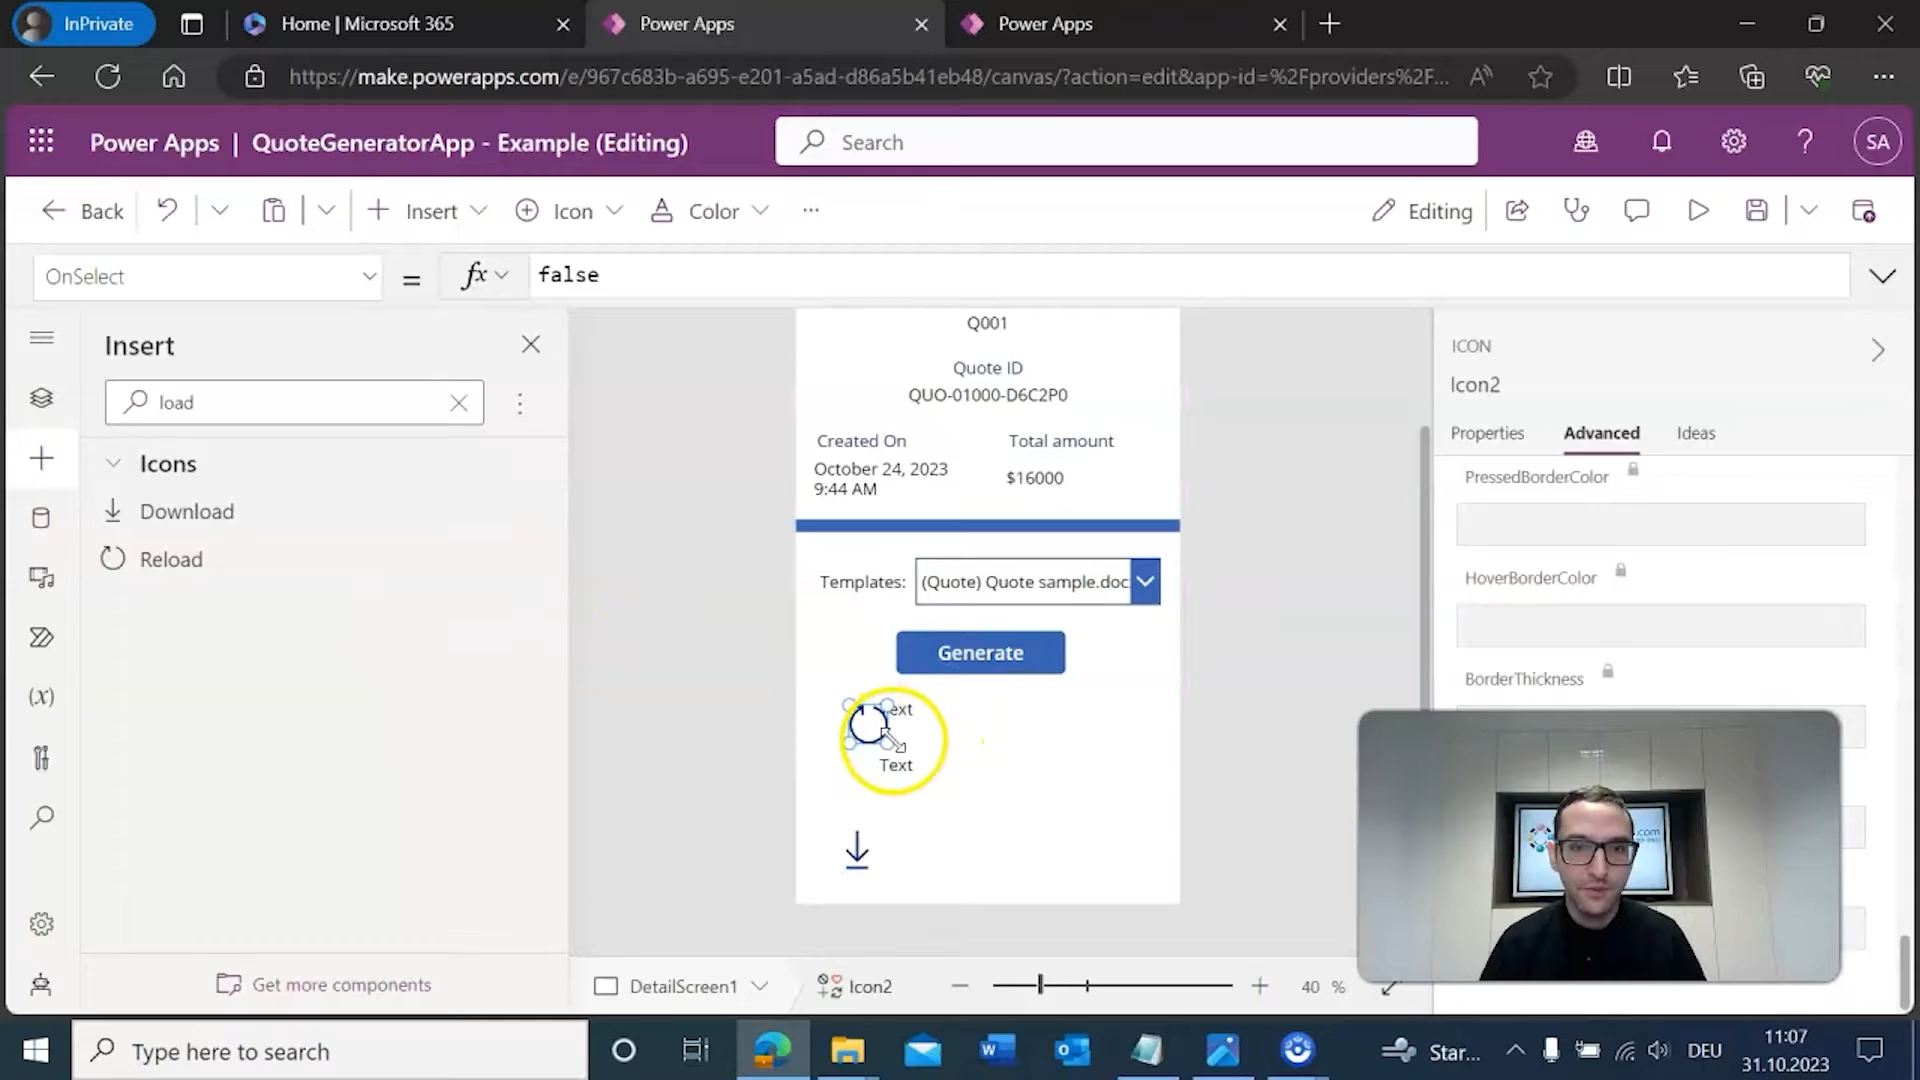 InPrivate
Home | Microsoft 365
Power Apps
Power Apps
https://make.powerapps.com/e/967c683b-a695-e201-a5ad-d86a5b41eb48/canvas/?action=edit&app-id=%2Fproviders%2F...
Power Apps | QuoteGeneratorApp - Example (Editing)
Search
SA
Back
Insert
Icon
Color
Editing
OnSelect
= fx
false
Insert
load
Icons
Download
Reload
Get more components
Q001
Quote ID
QUO-01000-D6C2P0
Created On
Total amount
October 24, 2023
9:44 AM
$16000
Templates:
(Quote) Quote sample.doc
Generate
Text
DetailScreen1
Icon2
40 %
ICON
Icon2
Properties
Advanced
Ideas
PressedBorderColor
HoverBorderColor
BorderThickness
.com
Type here to search
Star...
DEU
11:07
31.10.2023